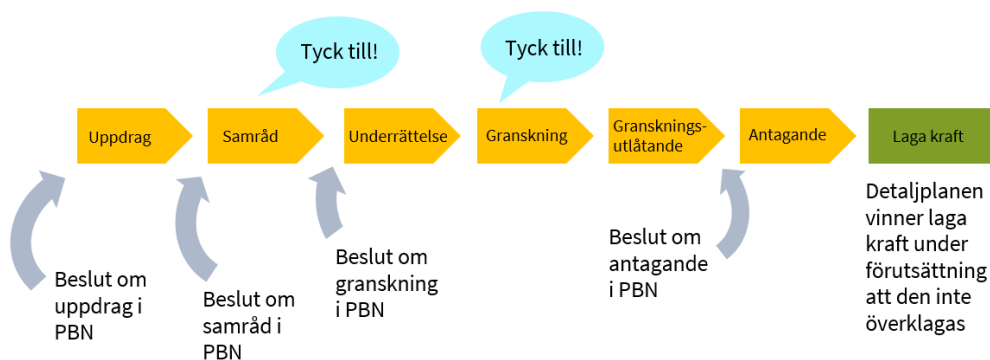 Tyck till!
Tyck till!
Uppdrag
Samråd
Underrättelse
Granskning
Gransknings-
utlåtande
Antagande
Laga kraft
Beslut om
uppdrag i
PBN
Beslut om
samråd i
PBN
Beslut om
granskning
i PBN
Beslut om
antagande
i PBN
Detaljplanen
vinner laga
kraft under
förutsättning
att den inte
överklagas